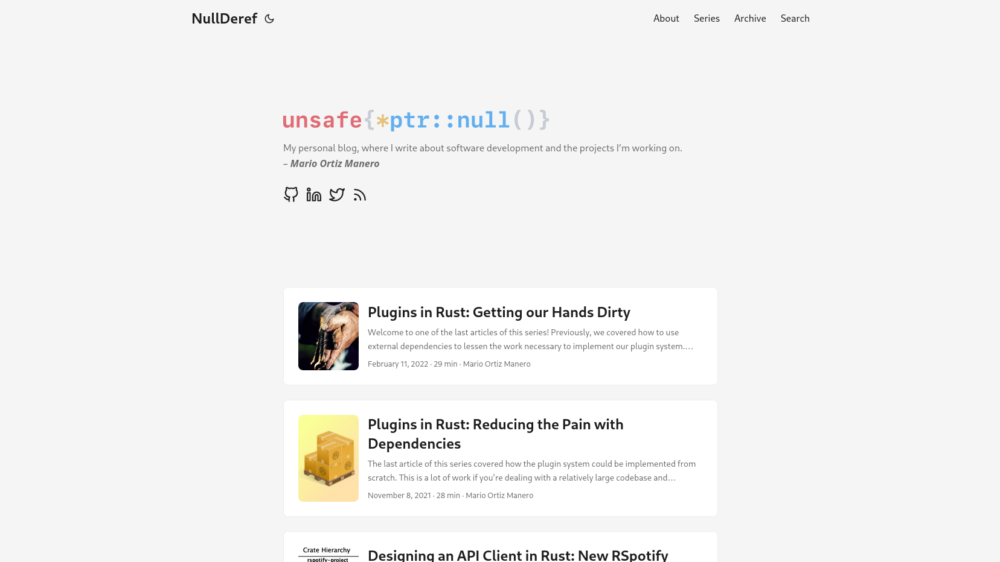 NullDeref
About Series Archive Search
unsafe{*ptr::null()}
My personal blog, where I write about software development and the projects I’m working on.
– Mario Ortiz Manero
Plugins in Rust: Getting our Hands Dirty
Welcome to one of the last articles of this series! Previously, we covered how to use
external dependencies to lessen the work necessary to implement our plugin system.…
February 11, 2022 · 29 min · Mario Ortiz Manero
Plugins in Rust: Reducing the Pain with
Dependencies
The last article of this series covered how the plugin system could be implemented from
scratch. This is a lot of work if you’re dealing with a relatively large codebase and…
November 8, 2021 · 28 min · Mario Ortiz Manero
Crate Hierarchy
rspotify-project
Designing an API Client in Rust: New RSpotify